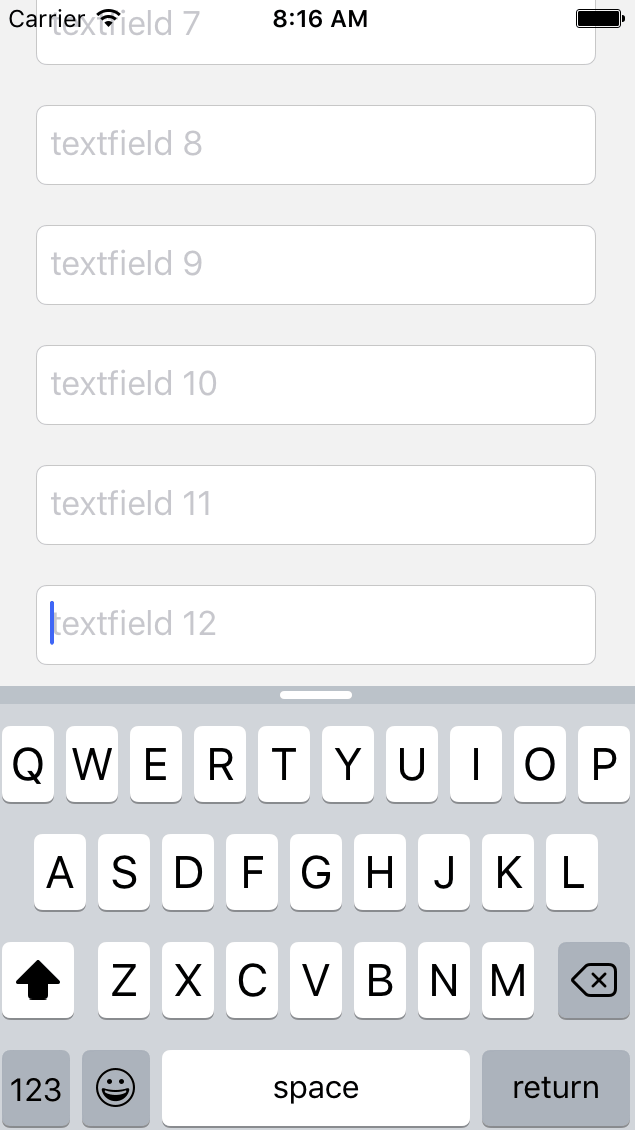 Carrier 8:16 AM
textfield 7
textfield 8
textfield 9
textfield 10
textfield 11
textfield 12
Q W E R T Y U I O P
A S D F G H J K L
Z X C V B N M
123 space return